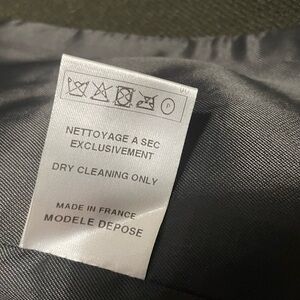 P
NETTOYAGE A SEC
EXCLUSIVEMENT
DRY CLEANING ONLY
MADE IN FRANCE
MODELE DEPOSE